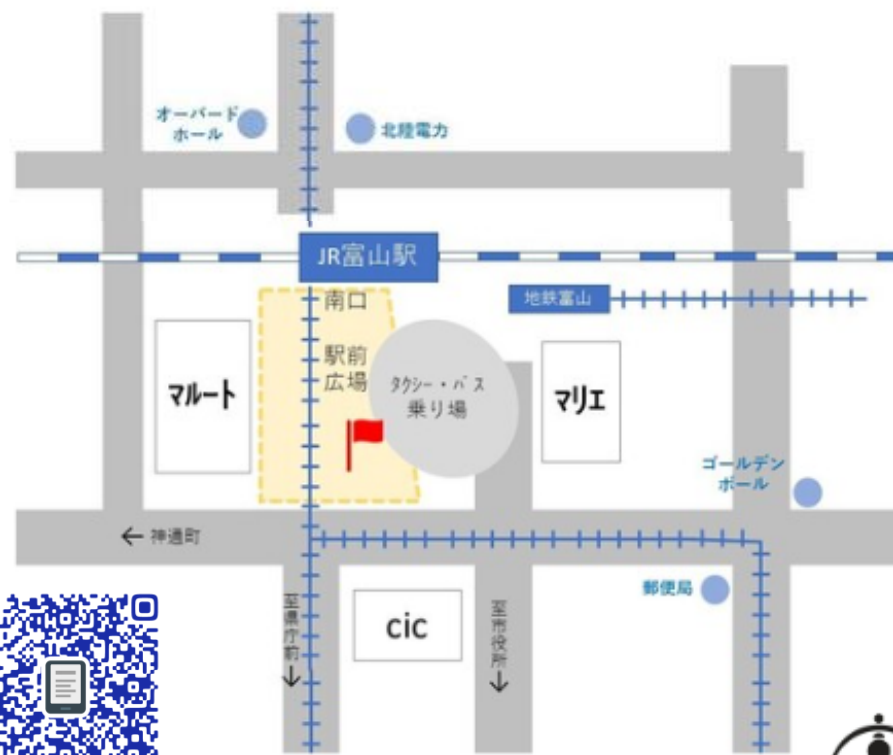 オーバード
ホール
北陸電力
JR富山駅
地鉄富山
南口
駅前
広場
マルート
タクシー・バス
乗り場
マリエ
ゴールデン
ボール
← 神通町
郵便局
至県庁前↓
cic
至市役所↓